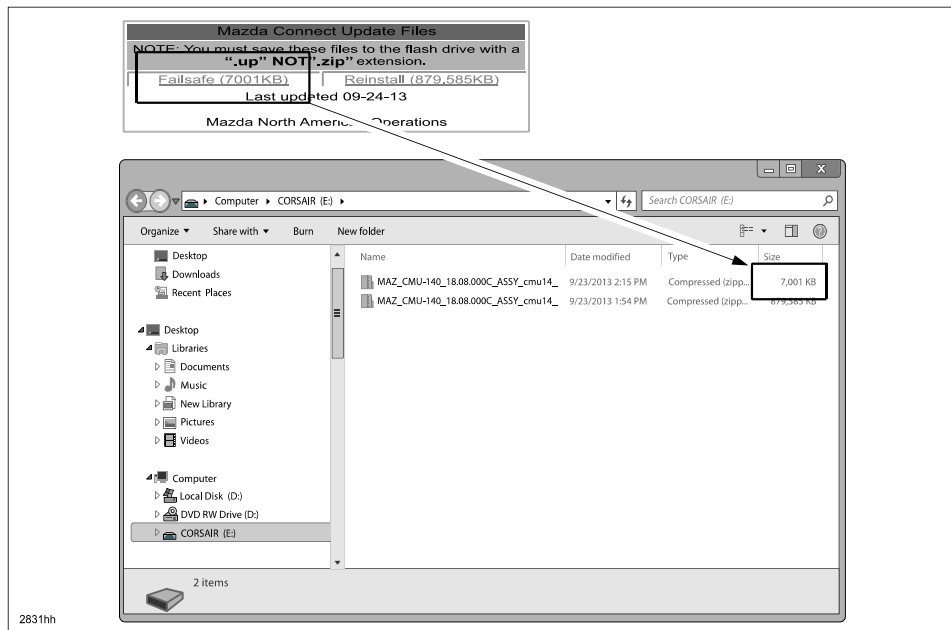 Mazda Connect Update Files
NOTE: You must save these files to the flash drive with a
“.up” NOT”.zip” extension.
Failsafe (7001KB) Reinstall (879,585KB)
Last updated 09-24-13
Mazda North American Operations
X
Computer CORSAIR (E:)
Search CORSAIR (E:)
Organize Share with Burn New folder
Name Date modified Type Size
MAZ_CMU-140_18.08.000C_ASSY_cmu14_ 9/23/2013 2:15 PM Compressed (zipp... 7,001 KB
MAZ_CMU-140_18.08.000C_ASSY_cmu14_ 9/23/2013 1:54 PM Compressed (zipp... 879,585 KB
Desktop
Downloads
Recent Places
Desktop
Libraries
Documents
Music
New Library
Pictures
Videos
Computer
Local Disk (D:)
DVD RW Drive (D:)
CORSAIR (E:)
2 items
2831hh